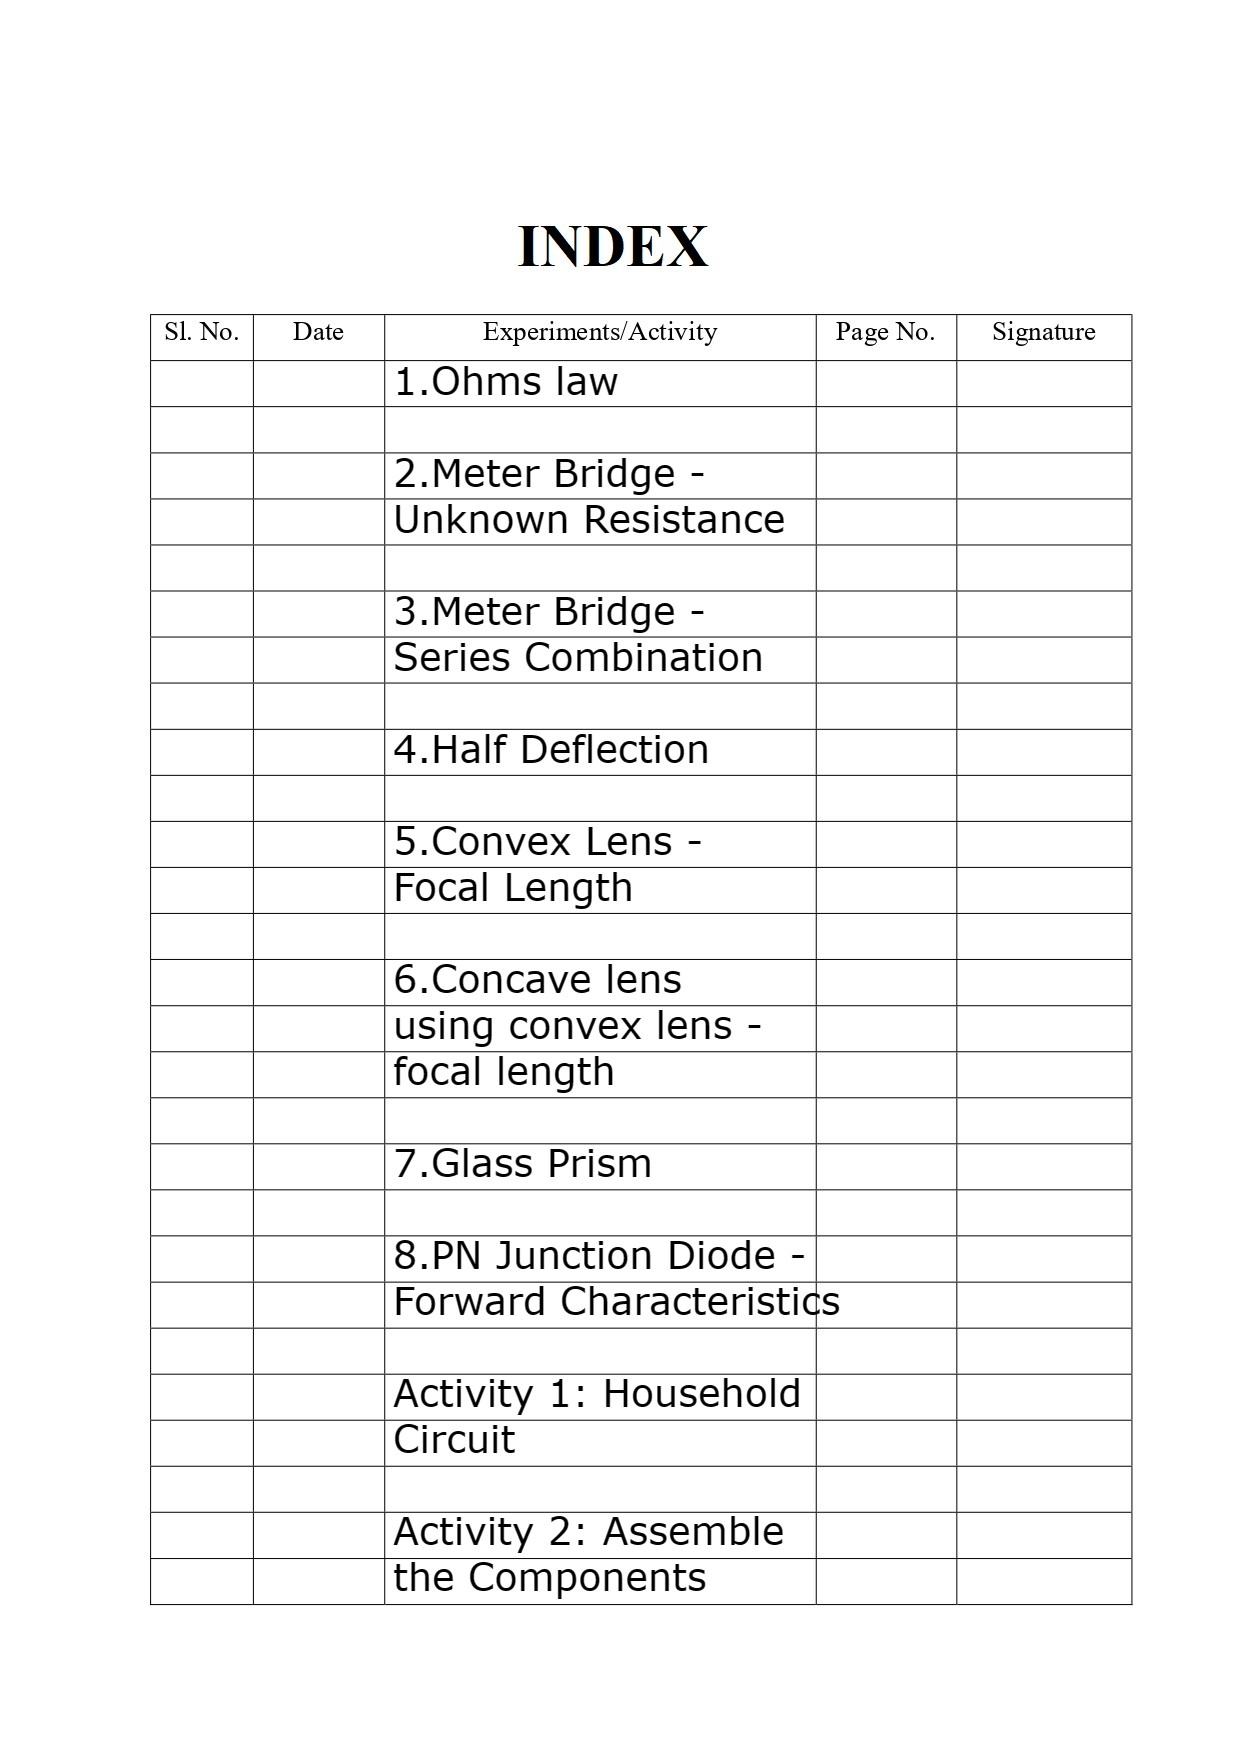 INDEX
Sl. No. Date Experiments/Activity Page No. Signature
1.Ohms law
2.Meter Bridge -
Unknown Resistance
3.Meter Bridge -
Series Combination
4.Half Deflection
5.Convex Lens -
Focal Length
6.Concave lens
using convex lens -
focal length
7.Glass Prism
8.PN Junction Diode -
Forward Characteristics
Activity 1: Household
Circuit
Activity 2: Assemble
the Components